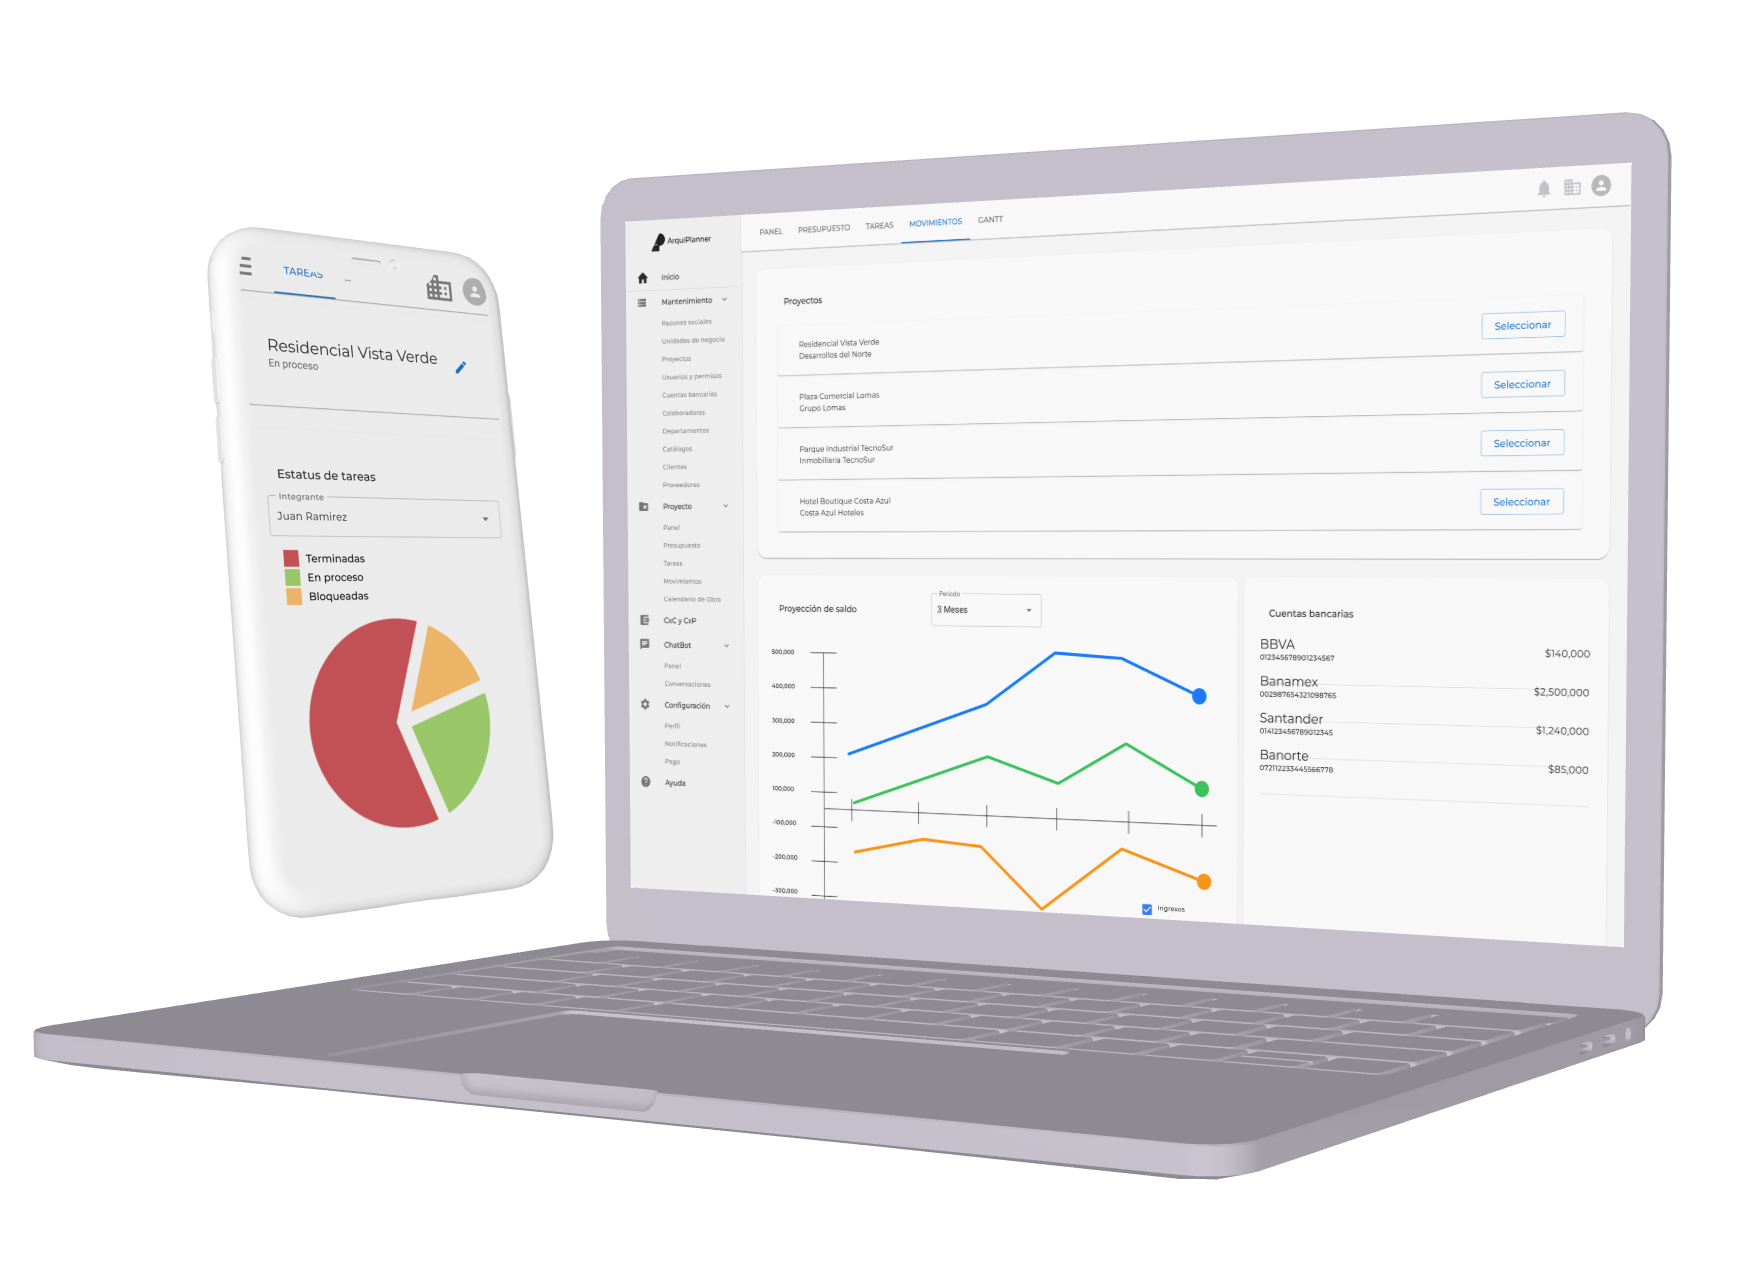 TAREAS
...
Residencial Vista Verde
En proceso
Estatus de tareas
Integrante
Juan Ramirez
Terminadas
En proceso
Bloqueadas
ArquiPlanner
Inicio
Mantenimiento
Razones sociales
Unidades de negocio
Proyectos
Usuarios y permisos
Cuentas bancarias
Colaboradores
Departamentos
Catálogos
Clientes
Proveedores
Proyecto
Panel
Presupuesto
Tareas
Movimientos
Calendario de Obra
CxC y CxP
ChatBot
Panel
Conversaciones
Configuración
Perfil
Notificaciones
Pago
Ayuda
PANEL PRESUPUESTO TAREAS MOVIMIENTOS GANTT
Proyectos
Residencial Vista Verde
Desarrollos del Norte
Seleccionar
Plaza Comercial Lomas
Grupo Lomas
Seleccionar
Parque Industrial TecnoSur
Inmobiliaria TecnoSur
Seleccionar
Hotel Boutique Costa Azul
Costa Azul Hoteles
Seleccionar
Proyección de saldo
Periodo
3 Meses
500,000
400,000
300,000
200,000
100,000
-100,000
-200,000
-300,000
Ingresos
Cuentas bancarias
BBVA
012345678901234567
$140,000
Banamex
002987654321098765
$2,500,000
Santander
014123456789012345
$1,240,000
Banorte
072112233445566778
$85,000